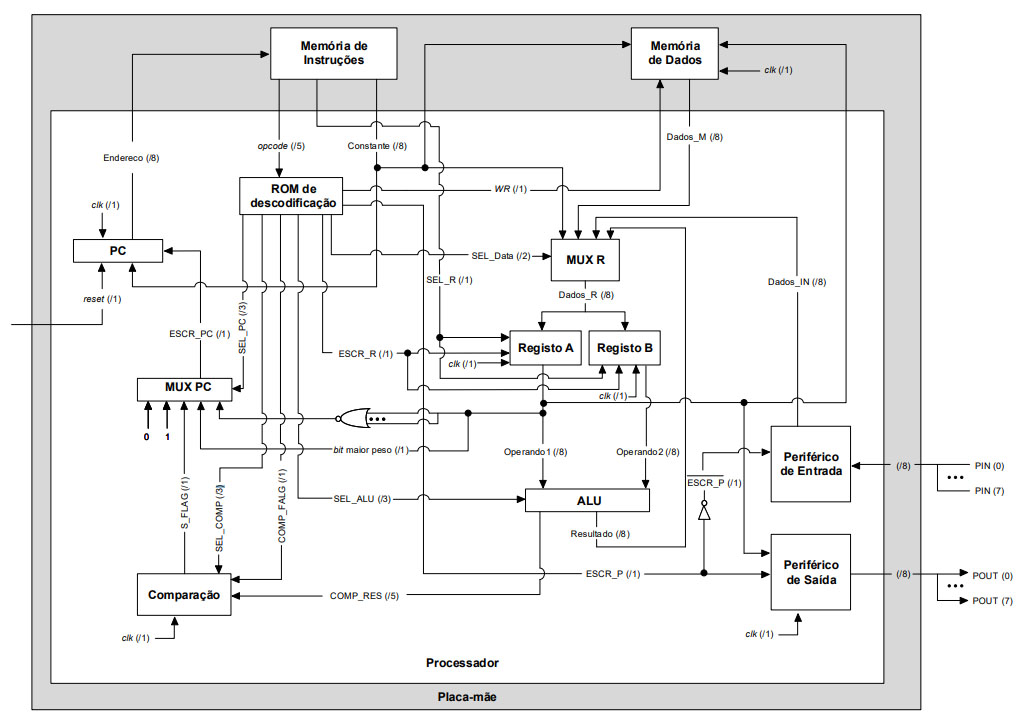 Memória de
Instruções
Memória
de Dados
clk (/1)
Dados_M (/8)
opcode (/5)
Constante (/8)
Endereco (/8)
ROM de
descodificação
WR (/1)
clk (/1)
PC
SEL_Data (/2)
MUX R
SEL_R (/1)
Dados_IN (/8)
reset (/1)
Dados_R (/8)
SEL_PC (/3)
ESCR_PC (/1)
ESCR_R (/1)
Registo A
Registo B
clk (/1)
MUX PC
clk (/1)
0
1
bit maior peso (/1)
Operando1 (/8)
Operando2 (/8)
Periférico
de Entrada
(/8)
PIN (0)
PIN (7)
ESCR_P (/1)
S_FLAG (/1)
SEL_COMP (/3)
COMP_FALG (/1)
SEL_ALU (/3)
ALU
Resultado (/8)
Periférico
de Saída
ESCR_P (/1)
(/8)
POUT (0)
POUT (7)
Comparação
COMP_RES (/5)
clk (/1)
clk (/1)
Processador
Placa-mãe